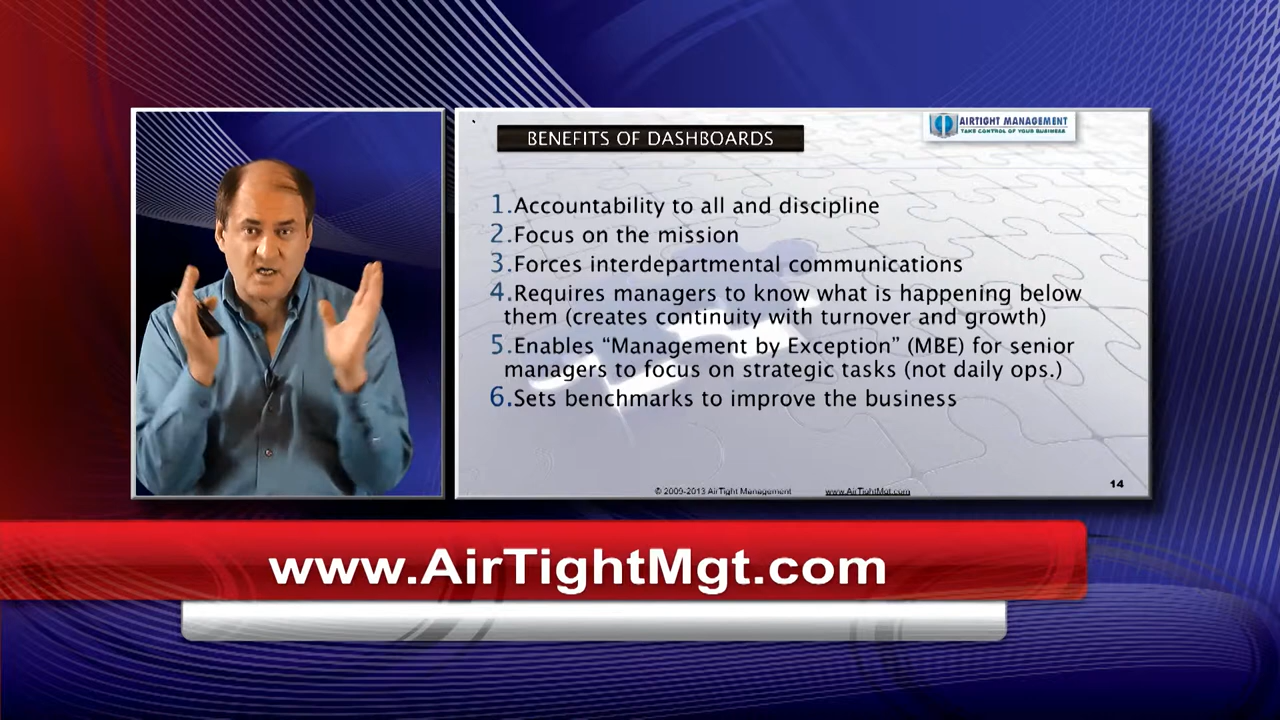 BENEFITS OF DASHBOARDS
AIRTIGHT MANAGEMENT
TAKE CONTROL OF YOUR BUSINESS
1.Accountability to all and discipline
2.Focus on the mission
3.Forces interdepartmental communications
4.Requires managers to know what is happening below
them (creates continuity with turnover and growth)
5.Enables “Management by Exception” (MBE) for senior
managers to focus on strategic tasks (not daily ops.)
6.Sets benchmarks to improve the business
© 2009-2013 AirTight Management www.AirTightMgt.com
14
www.AirTightMgt.com